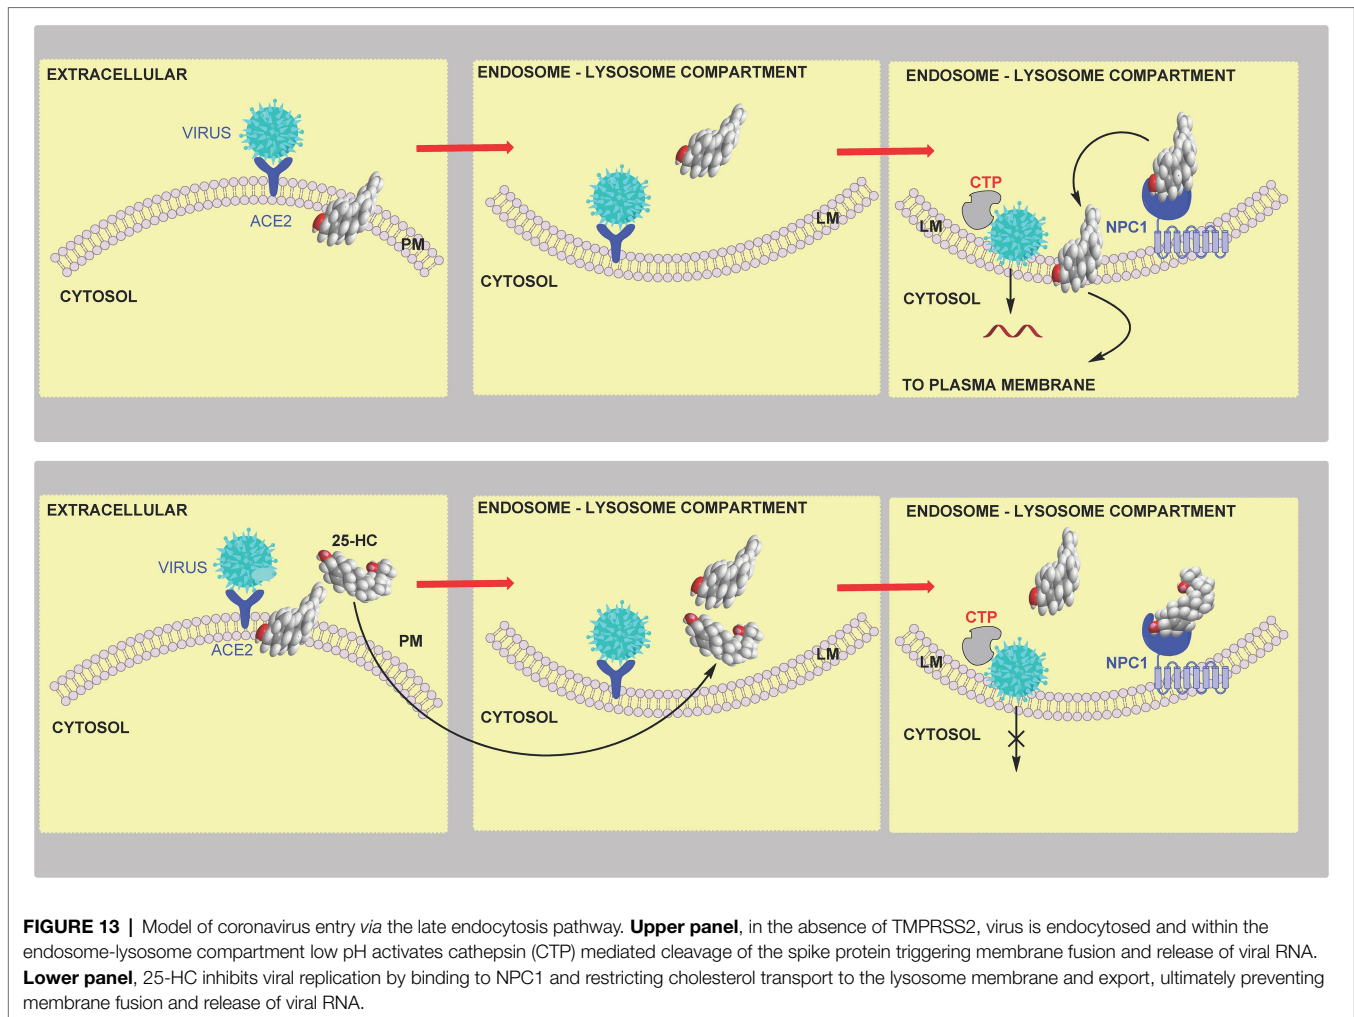 EXTRACELLULAR
VIRUS
ACE2
PM
CYTOSOL
ENDOSOME - LYSOSOME COMPARTMENT
LM
CYTOSOL
ENDOSOME - LYSOSOME COMPARTMENT
CTP
LM
NPC1
CYTOSOL
TO PLASMA MEMBRANE
EXTRACELLULAR
25-HC
VIRUS
ACE2
PM
CYTOSOL
ENDOSOME - LYSOSOME COMPARTMENT
LM
CYTOSOL
ENDOSOME - LYSOSOME COMPARTMENT
CTP
LM
NPC1
CYTOSOL
FIGURE 13 | Model of coronavirus entry via the late endocytosis pathway. Upper panel, in the absence of TMPRSS2, virus is endocytosed and within the
endosome-lysosome compartment low pH activates cathepsin (CTP) mediated cleavage of the spike protein triggering membrane fusion and release of viral RNA.
Lower panel, 25-HC inhibits viral replication by binding to NPC1 and restricting cholesterol transport to the lysosome membrane and export, ultimately preventing
membrane fusion and release of viral RNA.